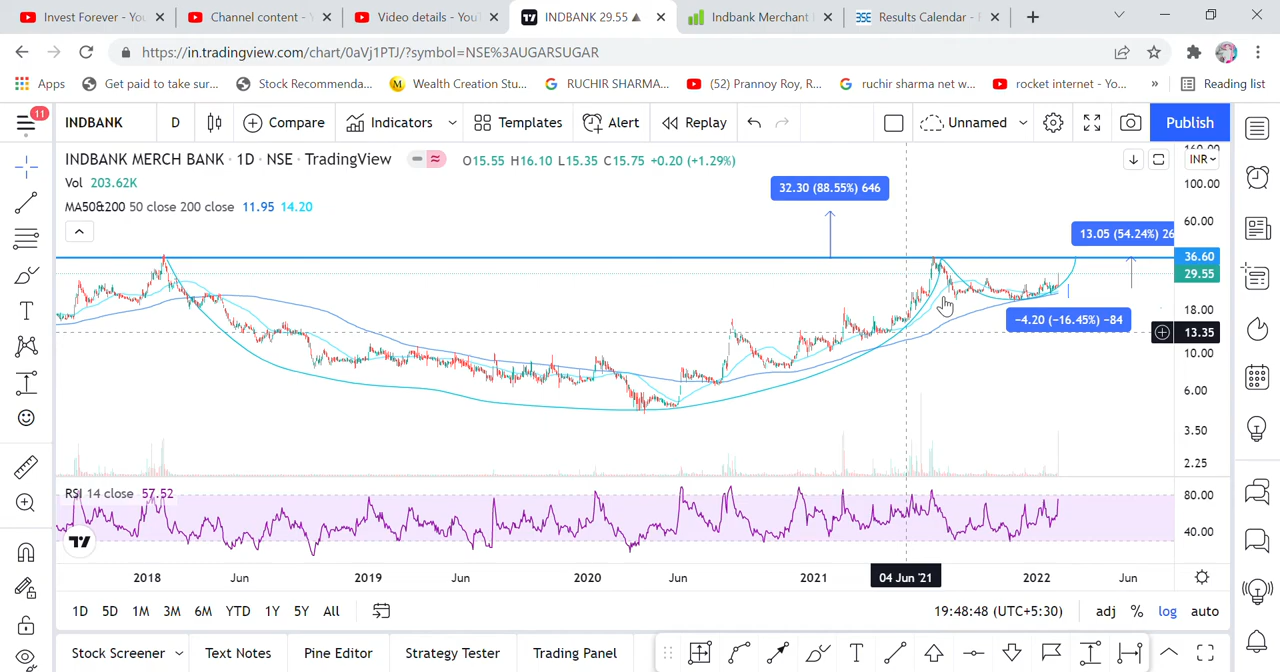 Invest Forever - You
Channel content - Y
Video details - YouT
INDBANK 29.55 ▲
Indbank Merchant
Results Calendar -
https://in.tradingview.com/chart/0aVj1PTJ/?symbol=NSE%3AUGARSUGAR
Apps
Get paid to take sur...
Stock Recommenda...
Wealth Creation Stu...
RUCHIR SHARMA...
(52) Prannoy Roy, R...
ruchir sharma net w...
rocket internet - Yo...
»
Reading list
11
INDBANK
D
Compare
Indicators
Templates
Alert
Replay
Unnamed
Publish
INDBANK MERCH BANK · 1D · NSE · TradingView
O15.55 H16.10 L15.35 C15.75 +0.20 (+1.29%)
INR
Vol 203.62K
MA50&200 50 close 200 close 11.95 14.20
32.30 (88.55%) 646
13.05 (54.24%) 26
−4.20 (−16.45%) −84
160.00
100.00
60.00
36.60
29.55
18.00
13.35
10.00
6.00
3.50
2.25
RSI 14 close 57.52
80.00
40.00
2018
Jun
2019
Jun
2020
Jun
2021
04 Jun '21
2022
Jun
1D 5D 1M 3M 6M YTD 1Y 5Y All
19:48:48 (UTC+5:30)
adj % log auto
Stock Screener
Text Notes
Pine Editor
Strategy Tester
Trading Panel